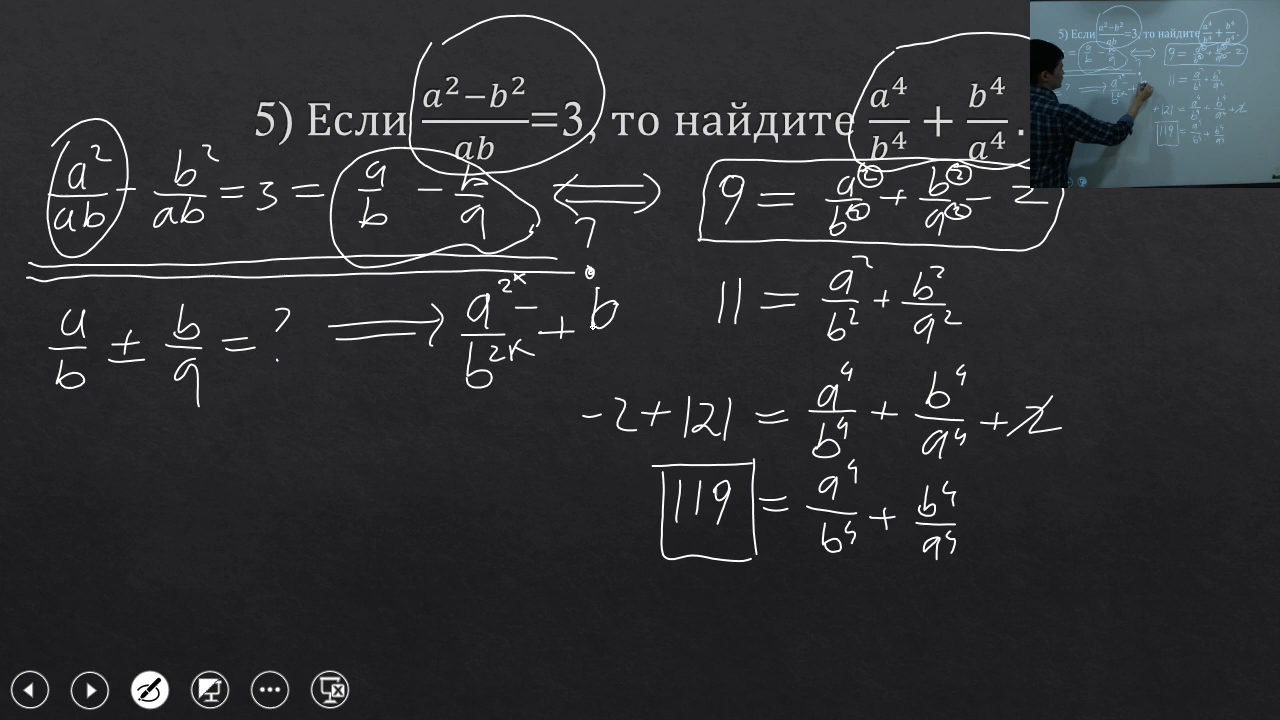 5) Если (a² − b²)/(ab) = 3, то найдите a⁴/b⁴ + b⁴/a⁴.
a²/ab − b²/ab = 3 = a/b − b/a ⟺ 9 = a²/b² + b²/a² − 2
?
11 = a²/b² + b²/a²
a/b ± b/a = ? ⟹ a^2k/b^2k + b
−2 + 121 = a⁴/b⁴ + b⁴/a⁴ + 2
119 = a⁴/b⁴ + b⁴/a⁴